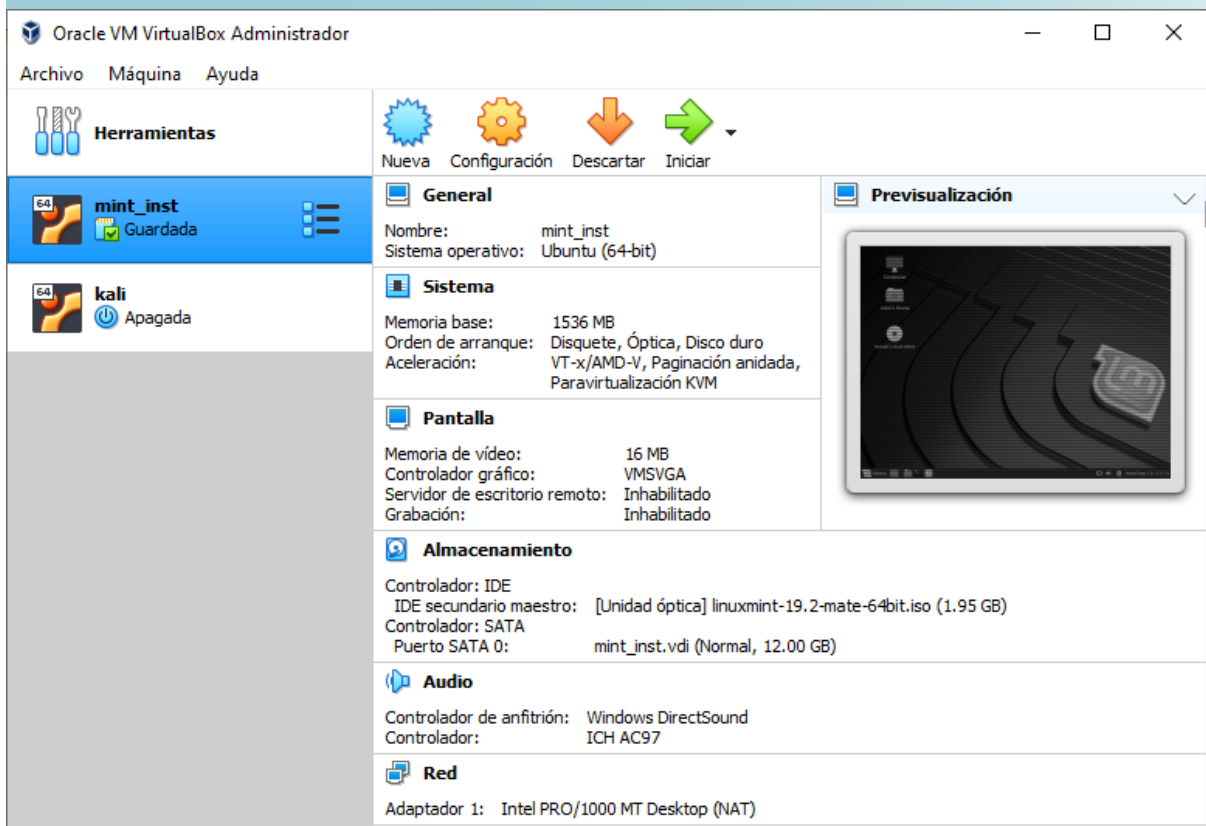 Oracle VM VirtualBox Administrador
Archivo Máquina Ayuda
Herramientas
Nueva Configuración Descartar Iniciar
64
mint_inst
Guardada
64
kali
Apagada
General
Nombre: mint_inst
Sistema operativo: Ubuntu (64-bit)
Sistema
Memoria base: 1536 MB
Orden de arranque: Disquete, Óptica, Disco duro
Aceleración: VT-x/AMD-V, Paginación anidada,
Paravirtualización KVM
Pantalla
Memoria de vídeo: 16 MB
Controlador gráfico: VMSVGA
Servidor de escritorio remoto: Inhabilitado
Grabación: Inhabilitado
Previsualización
Computer
Almacenamiento
Controlador: IDE
IDE secundario maestro: [Unidad óptica] linuxmint-19.2-mate-64bit.iso (1.95 GB)
Controlador: SATA
Puerto SATA 0: mint_inst.vdi (Normal, 12.00 GB)
Audio
Controlador de anfitrión: Windows DirectSound
Controlador: ICH AC97
Red
Adaptador 1: Intel PRO/1000 MT Desktop (NAT)